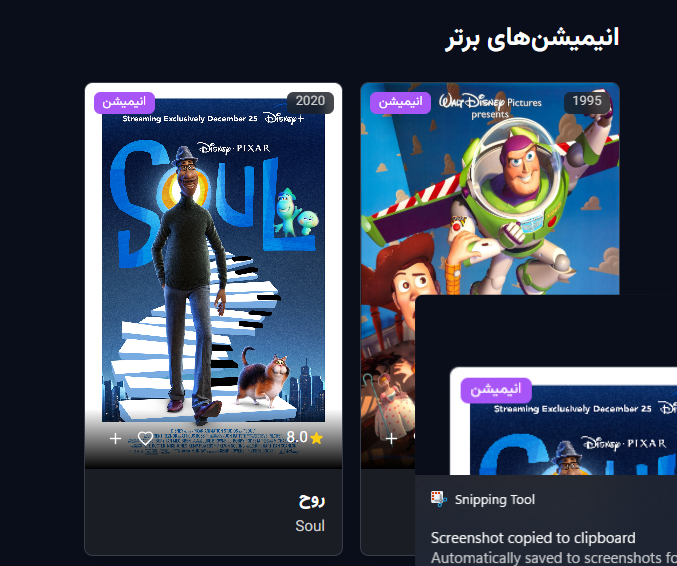 انیمیشن‌های برتر
1995
انیمیشن
WALT DISNEY Pictures
presents
2020
انیمیشن
Streaming Exclusively December 25 Disney+
Disney · PIXAR
SOUL
8.0
روح
Soul
انیمیشن
Streaming Exclusively December 25
Disney · PIXAR
Snipping Tool
Screenshot copied to clipboard
Automatically saved to screenshots